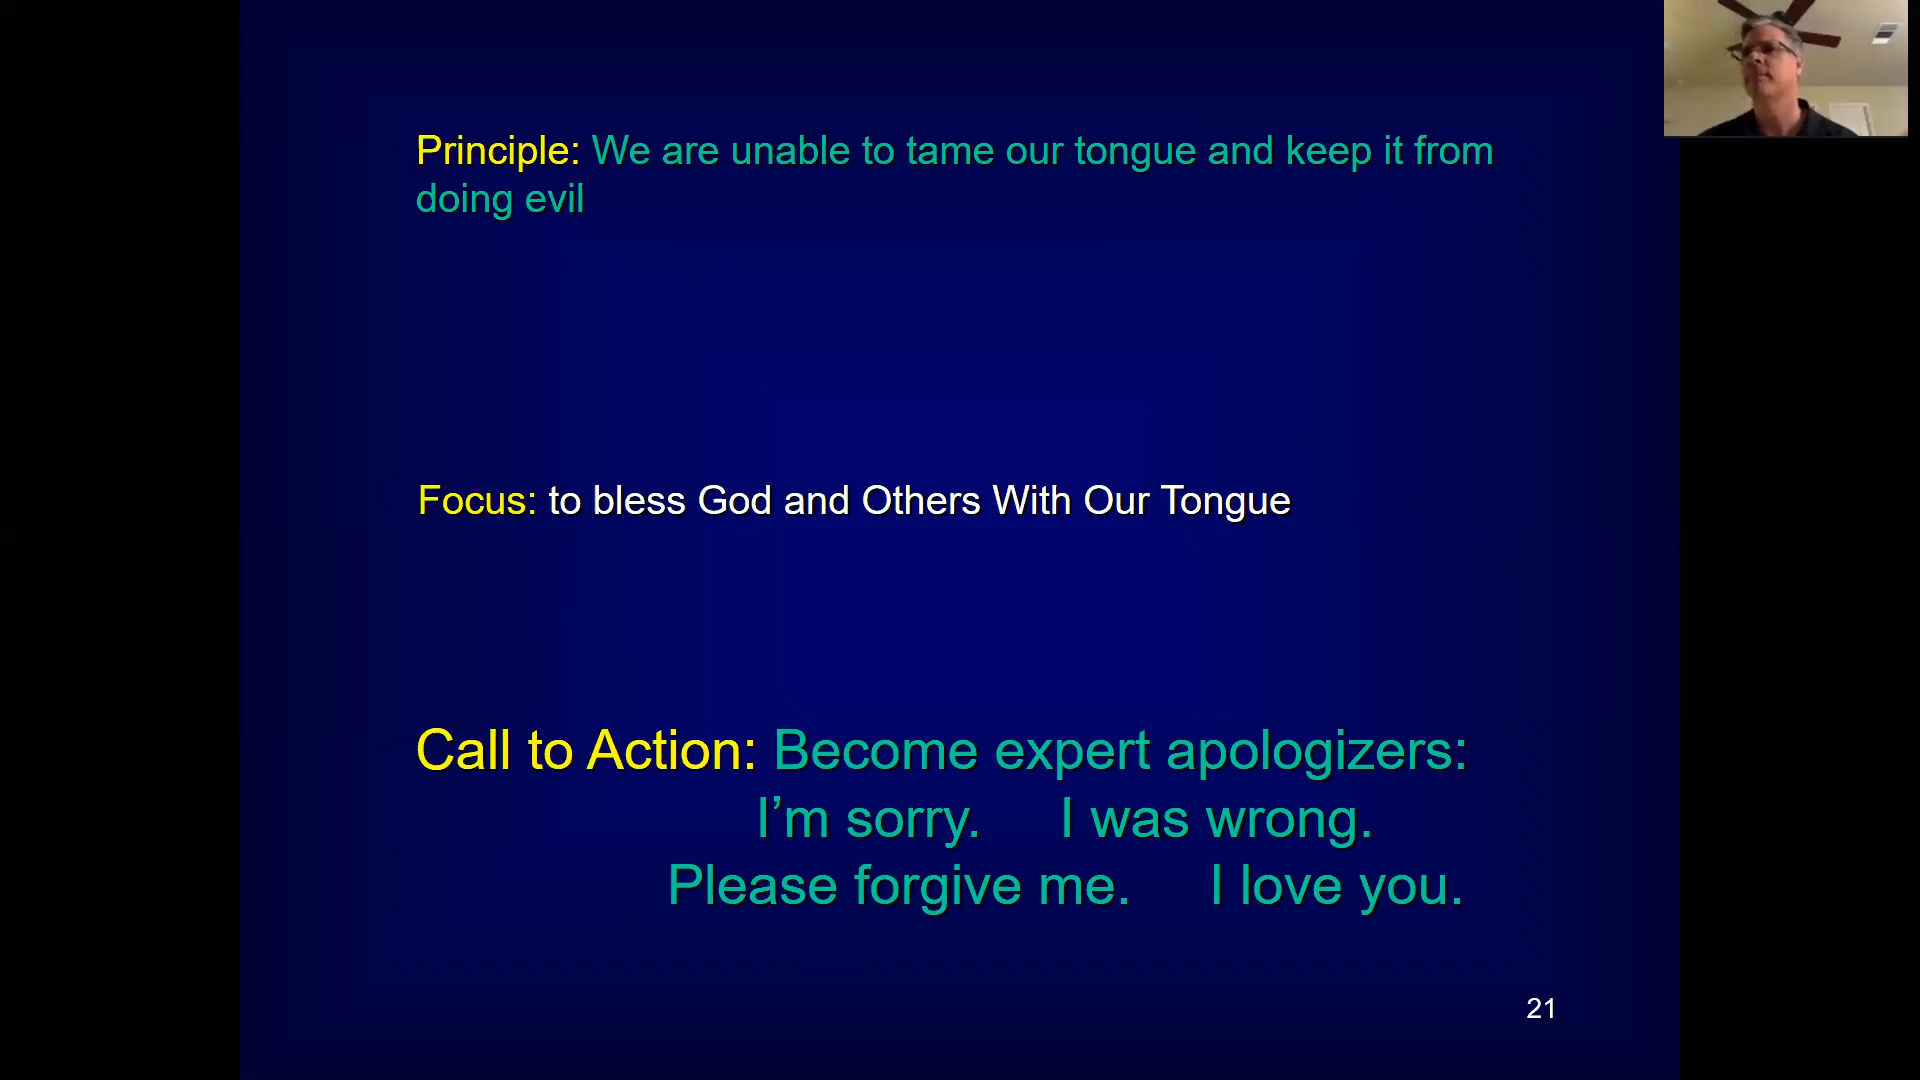 Principle: We are unable to tame our tongue and keep it from
doing evil
Focus: to bless God and Others With Our Tongue
Call to Action: Become expert apologizers:
I’m sorry. I was wrong.
Please forgive me. I love you.
21